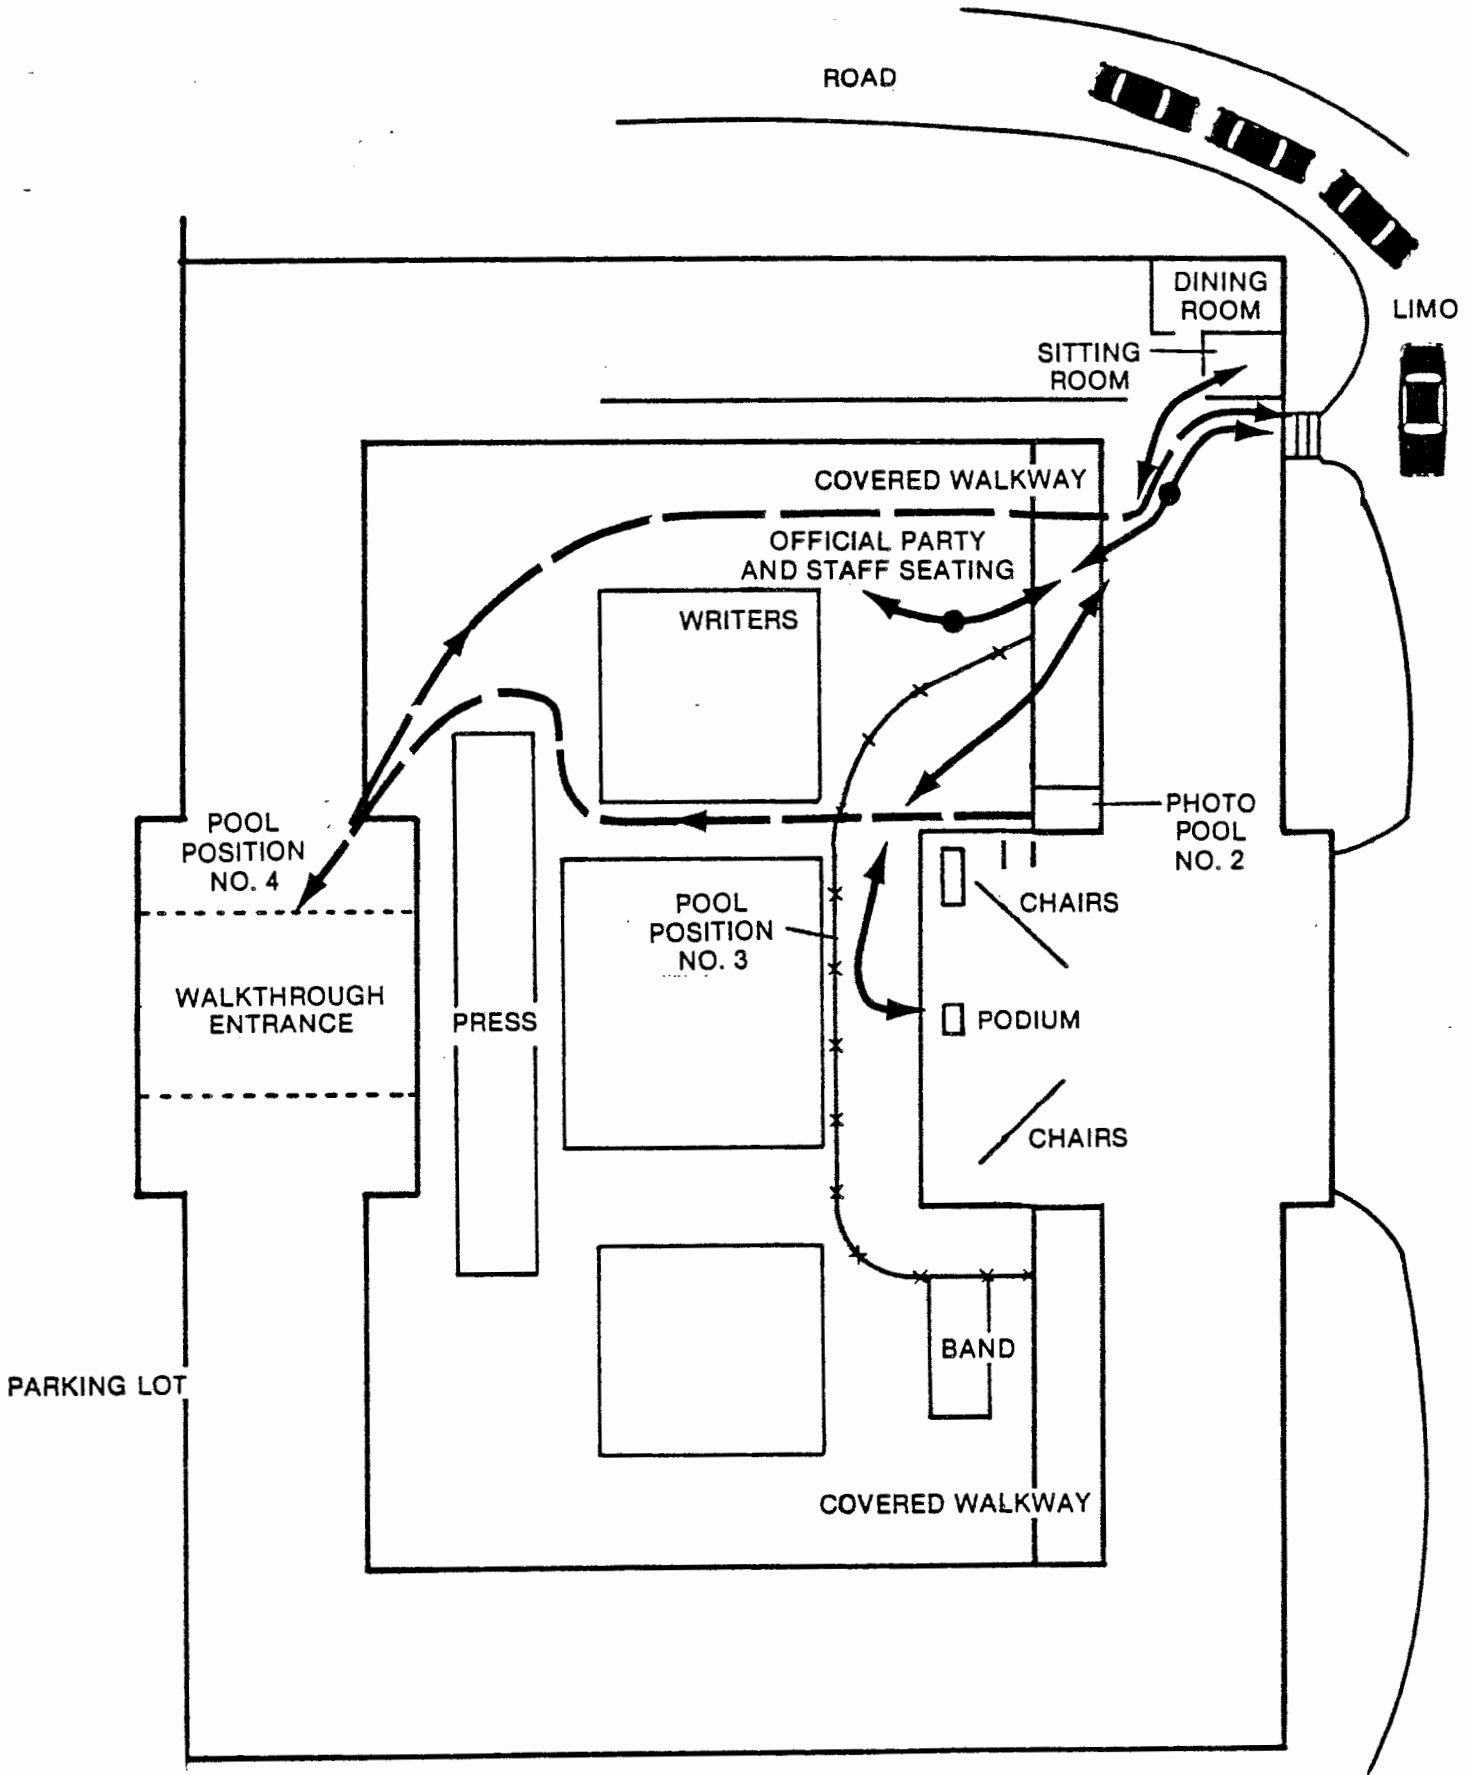 ROAD
DINING
ROOM
LIMO
SITTING
ROOM
COVERED WALKWAY
OFFICIAL PARTY
AND STAFF SEATING
WRITERS
POOL
POSITION
NO. 4
PHOTO
POOL
NO. 2
CHAIRS
POOL
POSITION
NO. 3
WALKTHROUGH
ENTRANCE
PRESS
PODIUM
CHAIRS
BAND
PARKING LOT
COVERED WALKWAY